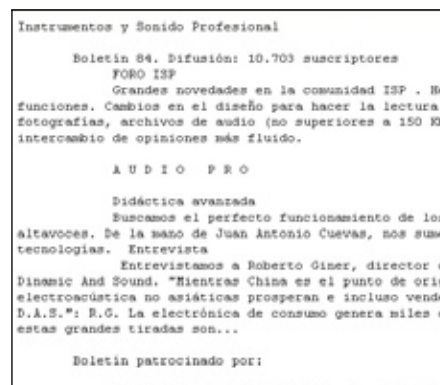 Instrumentos y Sonido Profesional
Boletín 84. Difusión: 10.703 suscriptores
FORO ISP
Grandes novedades en la comunidad ISP .
funciones. Cambios en el diseño para hacer la lectura
fotografías, archivos de audio (no superiores a 150
intercambio de opiniones más fluido.
A U D I O P R O
Didáctica avanzada
Buscamos el perfecto funcionamiento de
altavoces. De la mano de Juan Antonio Cuevas, nos
tecnologías. Entrevista
Entrevistamos a Roberto Giner, director
Dinamic And Sound. "Mientras China es el punto de
electroacústica no asiáticas prosperan e incluso
D.A.S.": R.G. La electrónica de consumo genera miles
estas grandes tiradas son...
Boletín patrocinado por: